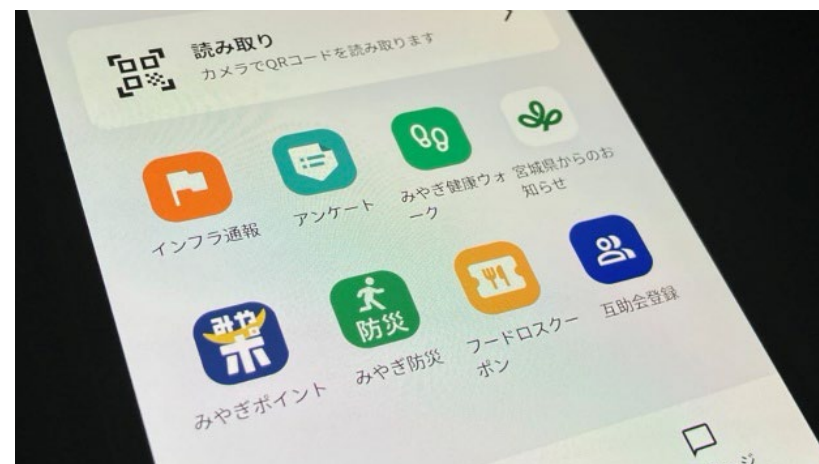 読み取り
カメラでQRコードを読み取ります
インフラ通報
アンケート
みやぎ健康ウォ
ーク
宮城県からのお
知らせ
みや
ポ
みやぎポイント
防災
みやぎ防災
フードロスクー
ポン
互助会登録
ジ